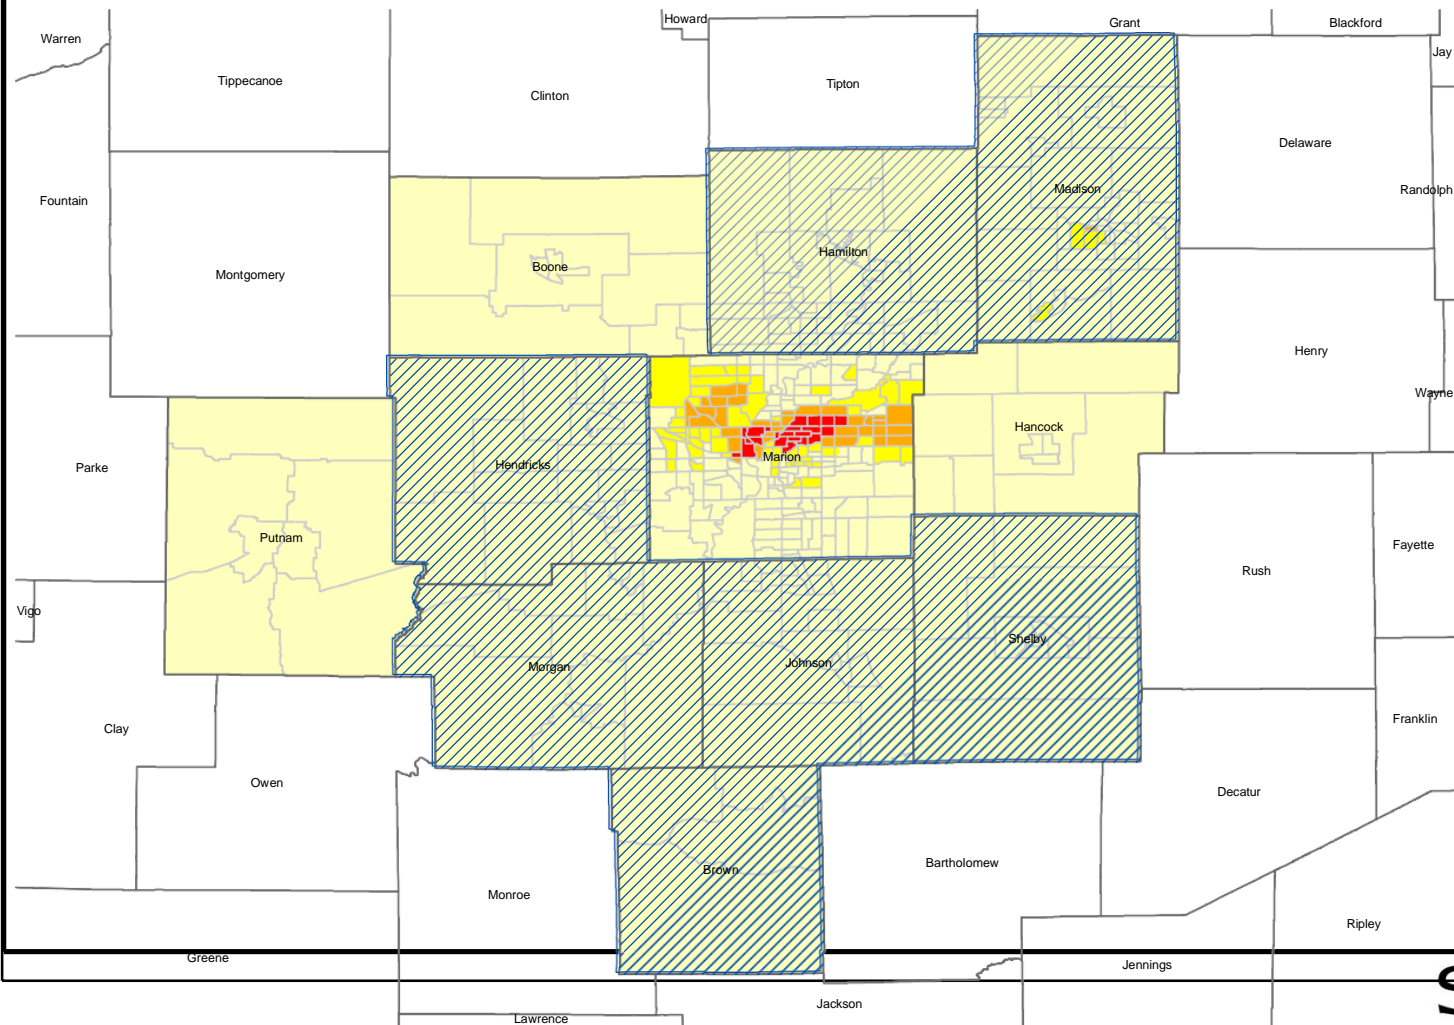 Howard
Grant
Blackford
Warren
Jay
Tippecanoe
Tipton
Clinton
Delaware
Madison
Randolph
Fountain
Hamilton
Boone
Montgomery
Henry
Wayne
Hancock
Marion
Hendricks
Parke
Putnam
Fayette
Rush
Vigo
Shelby
Johnson
Morgan
Franklin
Clay
Owen
Decatur
Bartholomew
Brown
Monroe
Ripley
Greene
Jennings
Jackson
Lawrence